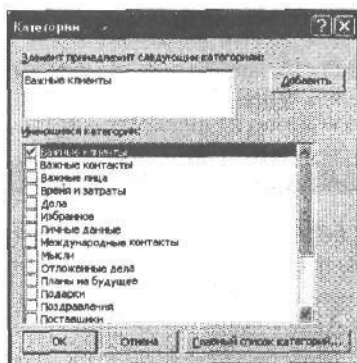 Категории
Элемент принадлежит следующим категориям:
Важные клиенты
Добавить
Имеющиеся категории:
Важные клиенты
Важные контакты
Важные лица
Время и затраты
Дела
Избранное
Личные данные
Международные контакты
Мысли
Отложенные дела
Планы на будущее
Подарки
Поздравления
Поставщики
ОК
Отмена
Главный список категорий...